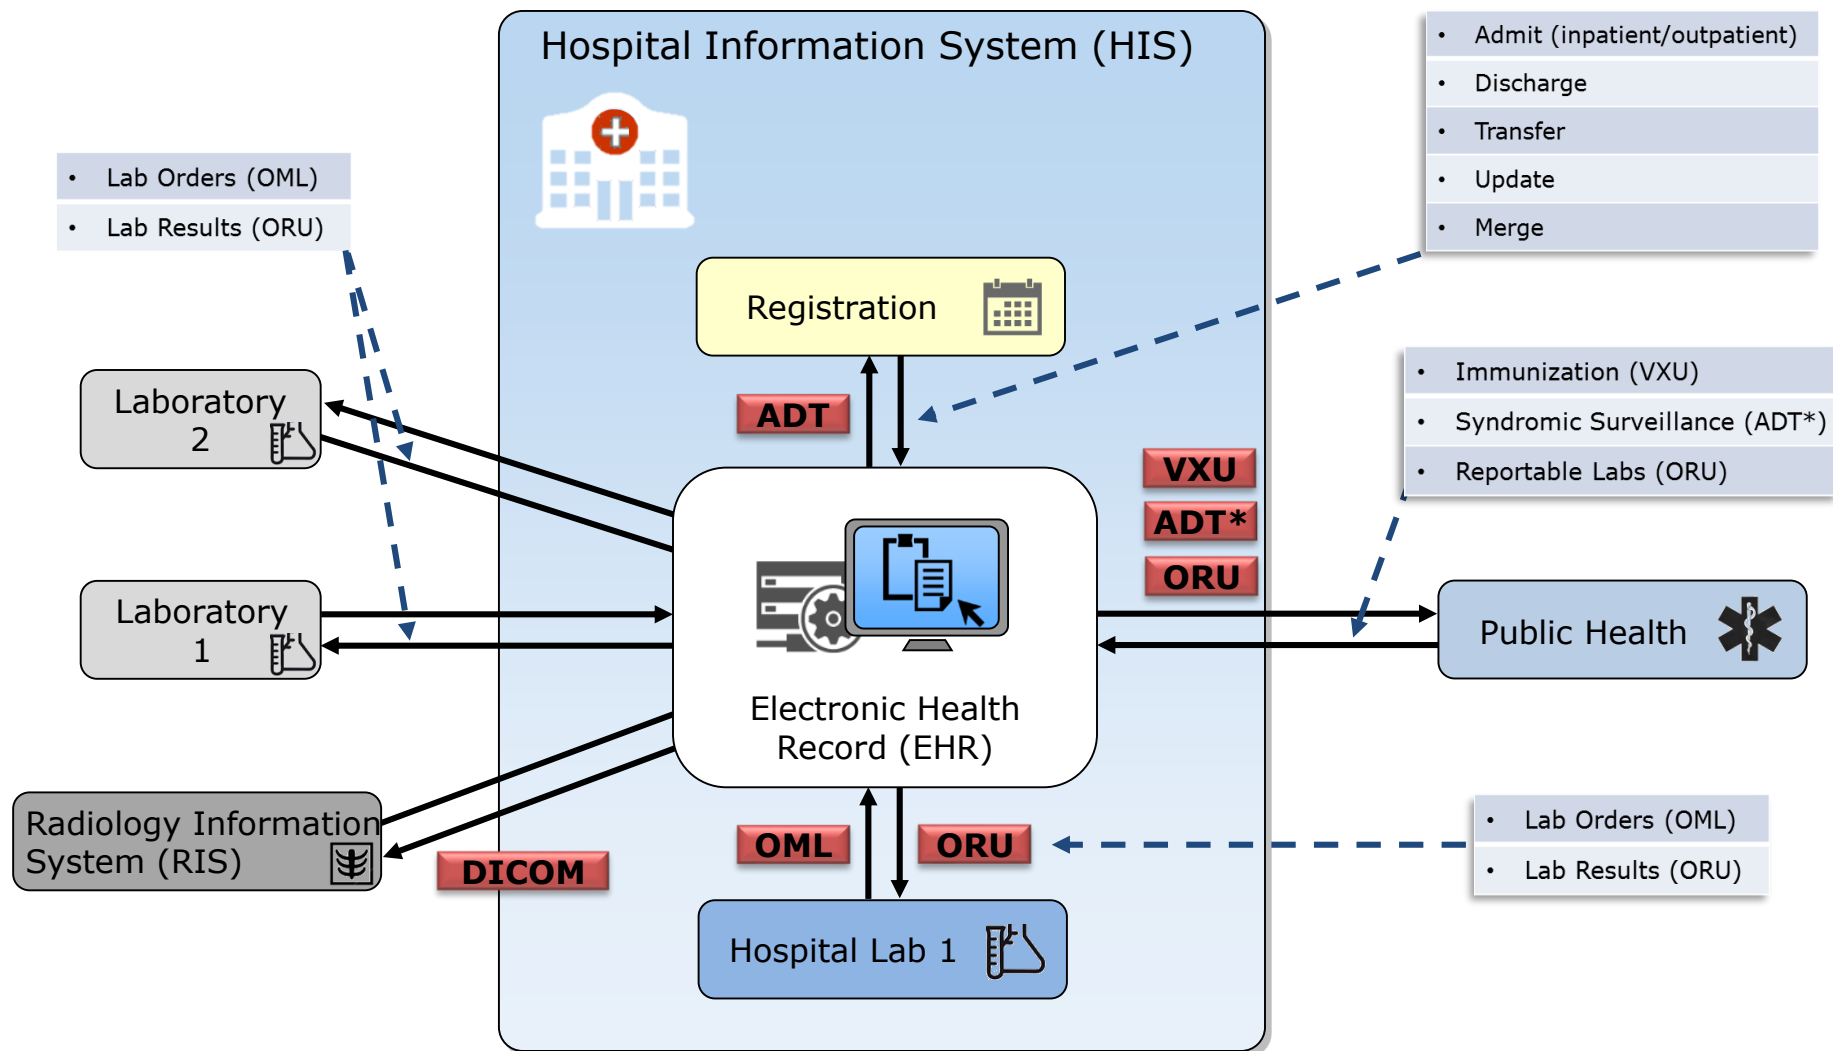 Hospital Information System (HIS)
• Admit (inpatient/outpatient)
• Discharge
• Transfer
• Update
• Merge
• Lab Orders (OML)
• Lab Results (ORU)
Registration
ADT
Laboratory
2
• Immunization (VXU)
• Syndromic Surveillance (ADT*)
• Reportable Labs (ORU)
VXU
ADT*
ORU
Laboratory
1
Public Health
Electronic Health
Record (EHR)
Radiology Information
System (RIS)
DICOM
OML
ORU
• Lab Orders (OML)
• Lab Results (ORU)
Hospital Lab 1